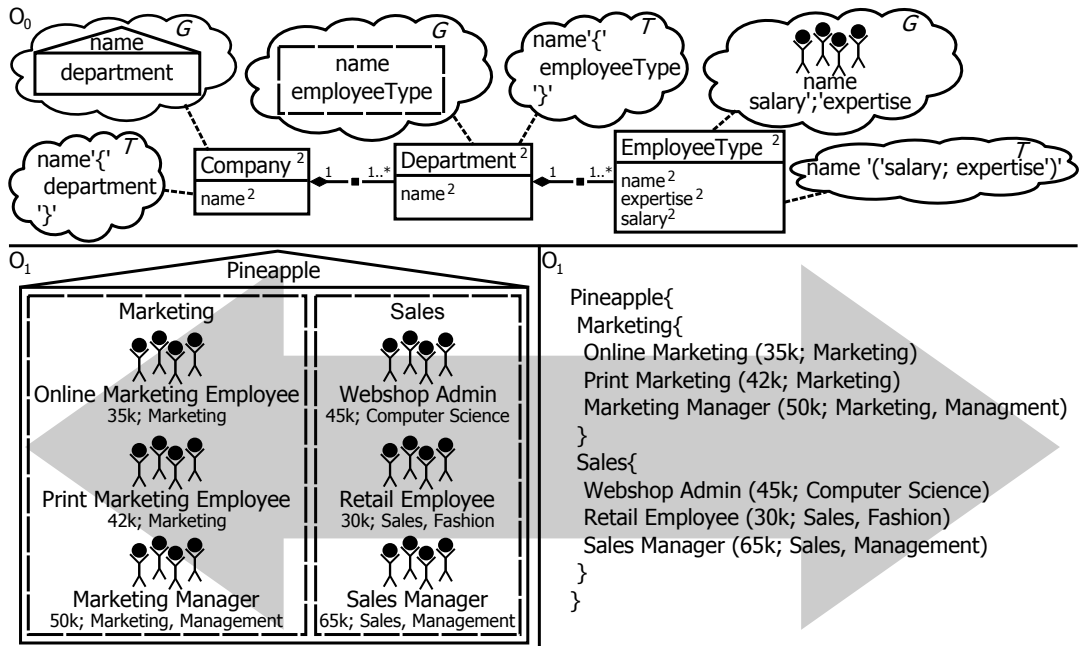 O0
name G
department
G
name
employeeType
name'{' T
employeeType
'}'
G
name
salary';'expertise
name'{' T
department
'}'
Company 2
name 2
1
1..*
Department 2
name 2
1
1..*
EmployeeType 2
name 2
expertise 2
salary 2
T
name '('salary; expertise')'
O1
Pineapple
Marketing
Online Marketing Employee
35k; Marketing
Print Marketing Employee
42k; Marketing
Marketing Manager
50k; Marketing, Management
Sales
Webshop Admin
45k; Computer Science
Retail Employee
30k; Sales, Fashion
Sales Manager
65k; Sales, Management
O1
Pineapple{
Marketing{
Online Marketing (35k; Marketing)
Print Marketing (42k; Marketing)
Marketing Manager (50k; Marketing, Managment)
}
Sales{
Webshop Admin (45k; Computer Science)
Retail Employee (30k; Sales, Fashion)
Sales Manager (65k; Sales, Management)
}
}